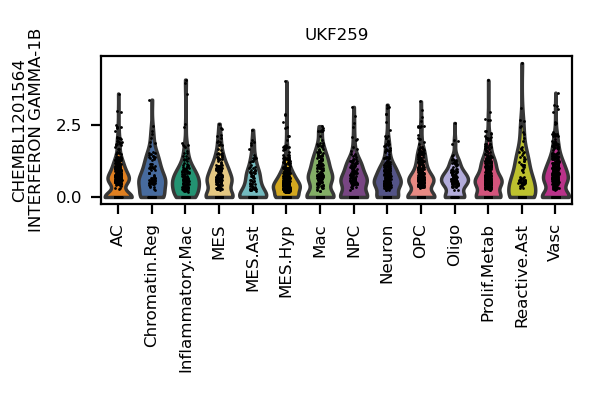 UKF259
CHEMBL1201564
INTERFERON GAMMA-1B
2.5
0.0
AC
Chromatin.Reg
Inflammatory.Mac
MES
MES.Ast
MES.Hyp
Mac
NPC
Neuron
OPC
Oligo
Prolif.Metab
Reactive.Ast
Vasc